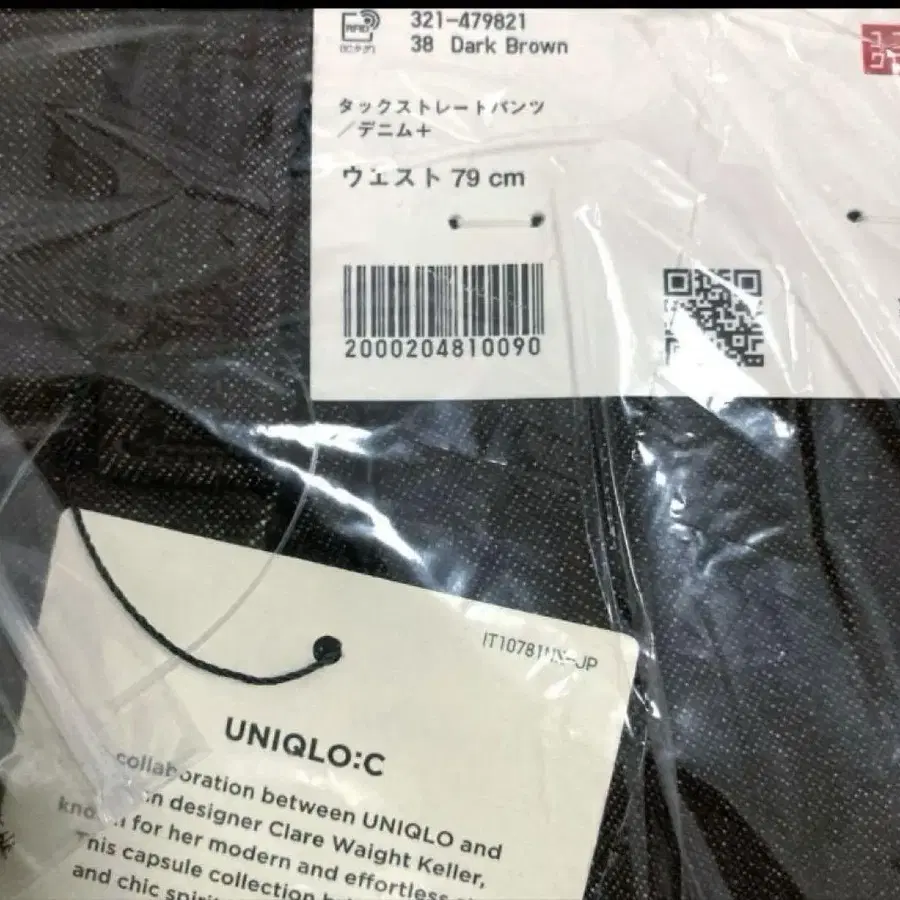 RFID
321-479821
38 Dark Brown
タックストレートパンツ
／デニム＋
ウエスト 79 cm
2000204810090
UNIQLO:C
collaboration between UNIQLO and
designer Clare Waight Keller,
for her modern and effortless
This capsule collection
and chic